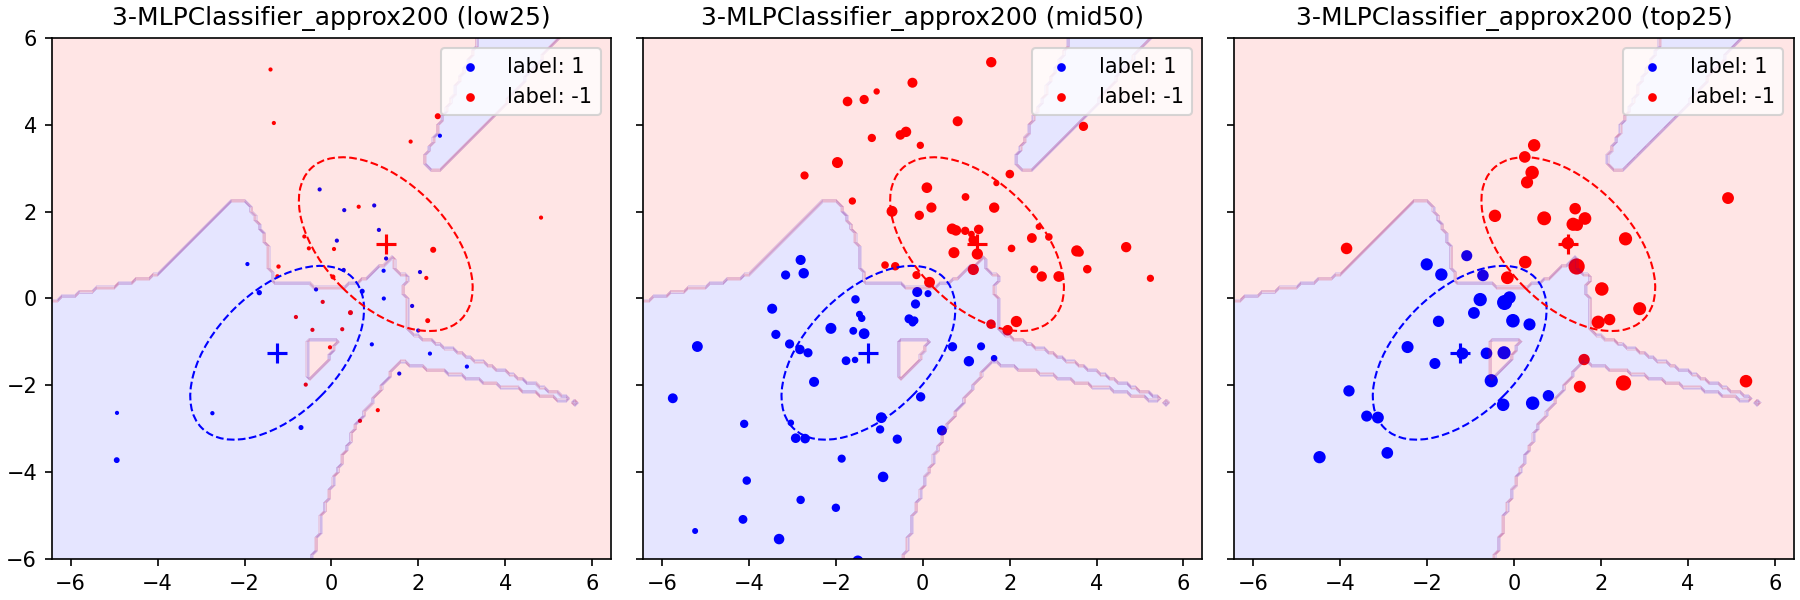 3-MLPClassifier_approx200 (low25)
3-MLPClassifier_approx200 (mid50)
3-MLPClassifier_approx200 (top25)
label: 1
label: -1
label: 1
label: -1
label: 1
label: -1
6
4
2
0
−2
−4
−6
−6 −4 −2 0 2 4 6
−6 −4 −2 0 2 4 6
−6 −4 −2 0 2 4 6